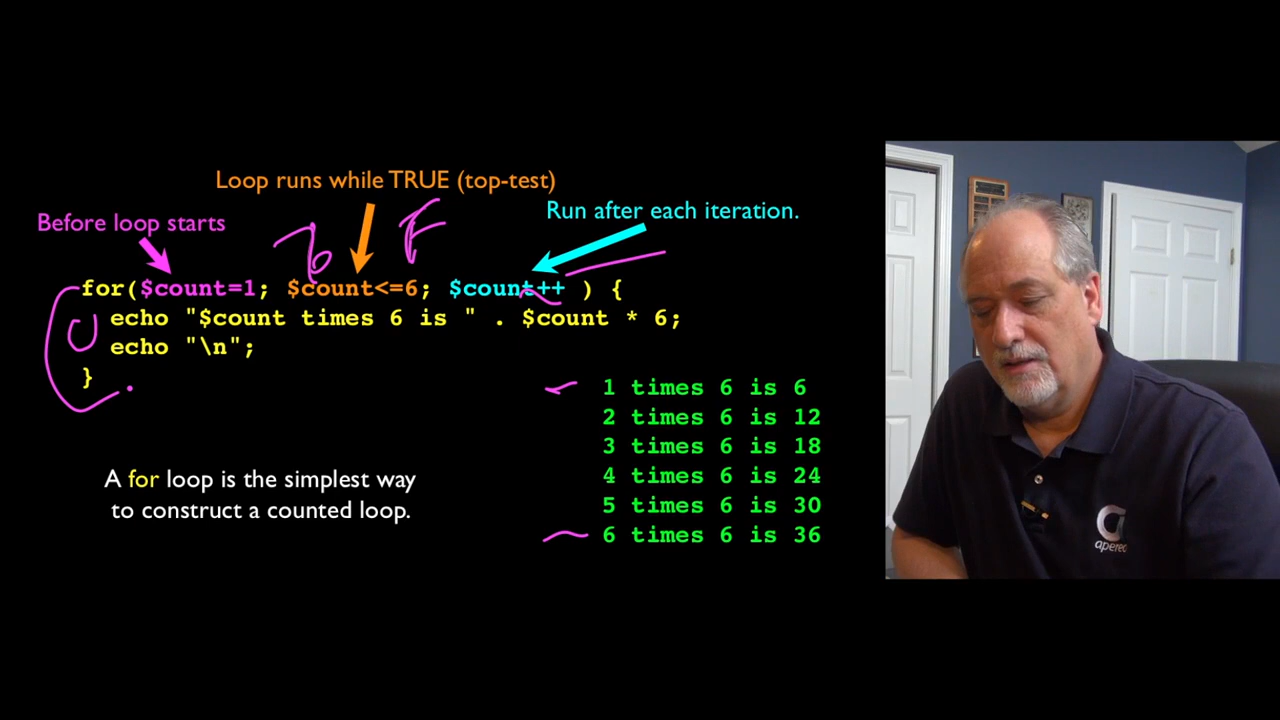 Loop runs while TRUE (top-test)
Before loop starts
Run after each iteration.
F
for($count=1; $count<=6; $count++ ) {
echo "$count times 6 is " . $count * 6;
echo "\n";
}
1 times 6 is 6
2 times 6 is 12
3 times 6 is 18
4 times 6 is 24
5 times 6 is 30
6 times 6 is 36
A for loop is the simplest way
to construct a counted loop.
apereo